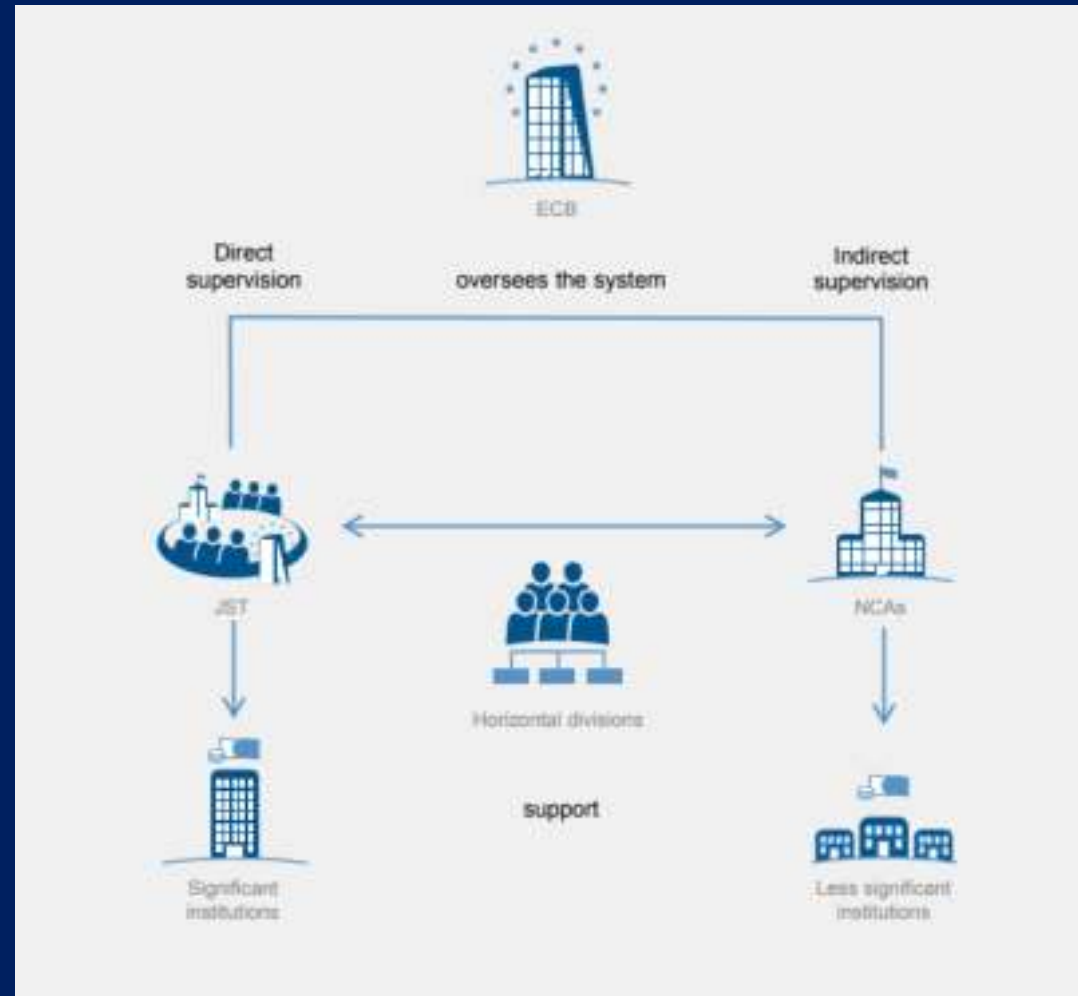 ECB
Direct
supervision
oversees the system
Indirect
supervision
JST
NCAs
Horizontal divisions
support
Significant
institutions
Less significant
institutions